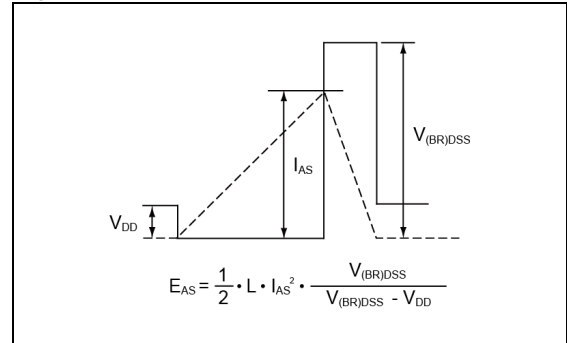 V(BR)DSS
IAS
VDD
EAS = 1/2 • L • IAS² • V(BR)DSS / (V(BR)DSS - VDD)